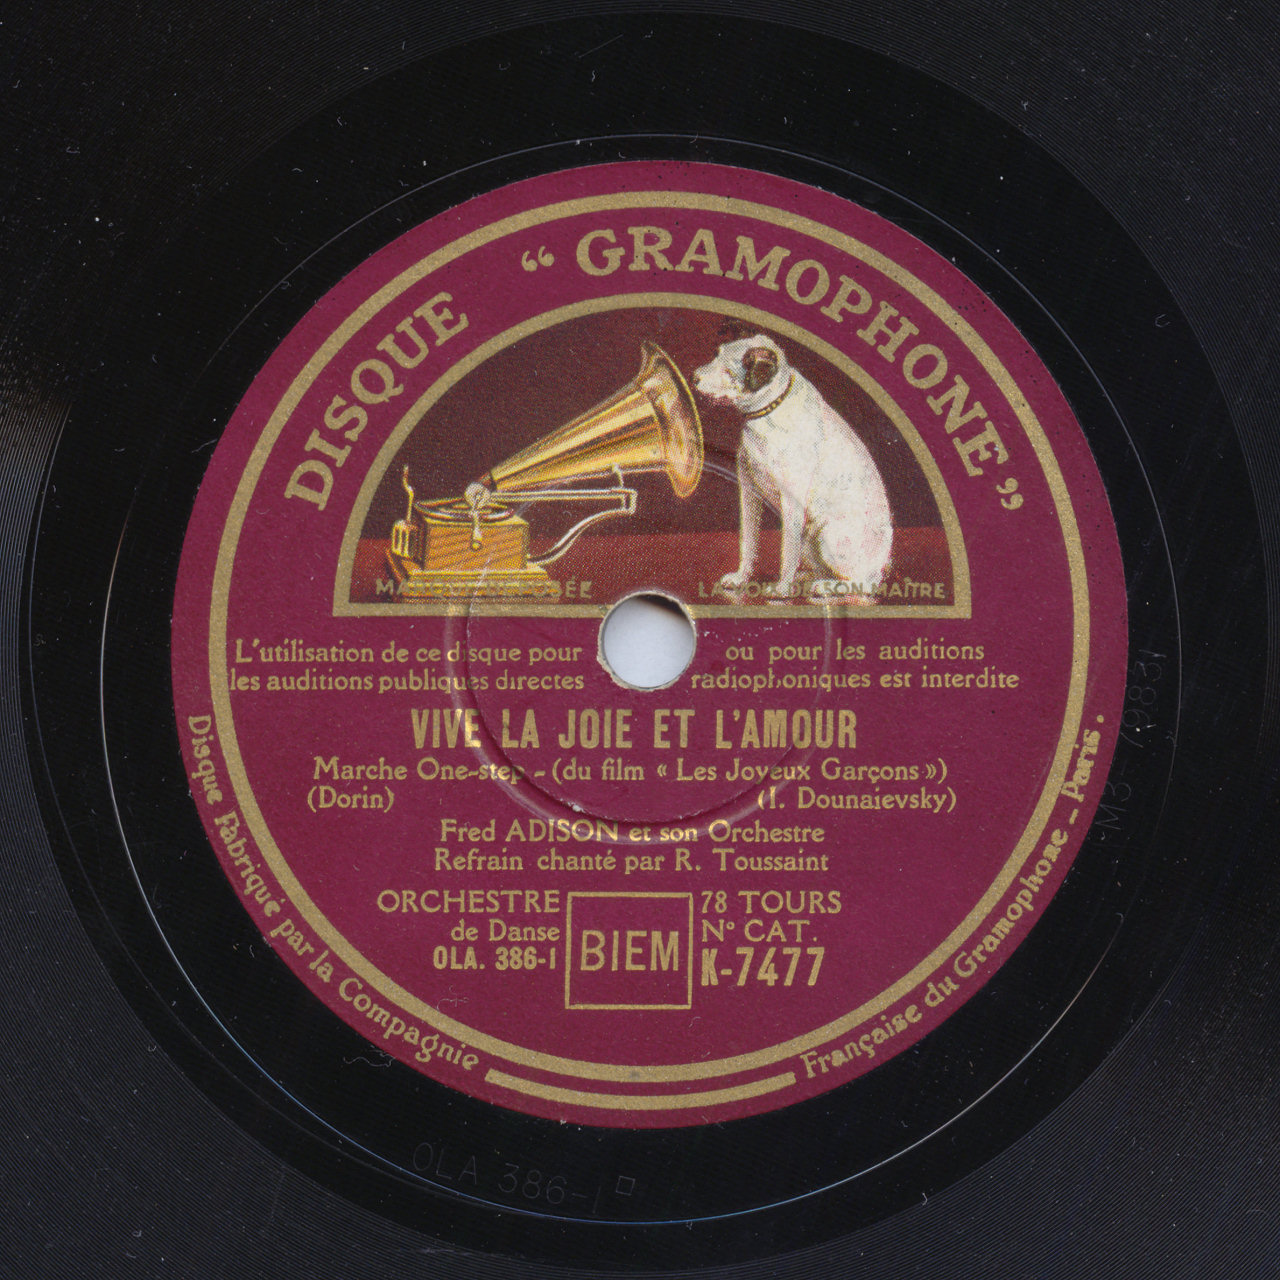 DISQUE “GRAMOPHONE”
MARQUE DÉPOSÉE LA VOIX DE SON MAÎTRE
L'utilisation de ce disque pour ou pour les auditions
les auditions publiques directes radiophoniques est interdite
VIVE LA JOIE ET L'AMOUR
Marche One-step - (du film « Les Joyeux Garçons »)
(Dorin) (I. Dounaievsky)
Fred ADISON et son Orchestre
Refrain chanté par R. Toussaint
ORCHESTRE 78 TOURS
de Danse BIEM N° CAT.
OLA. 386-1 K-7477
Disque Fabriqué par la Compagnie Française du Gramophone - Paris.
OLA 386-1 □